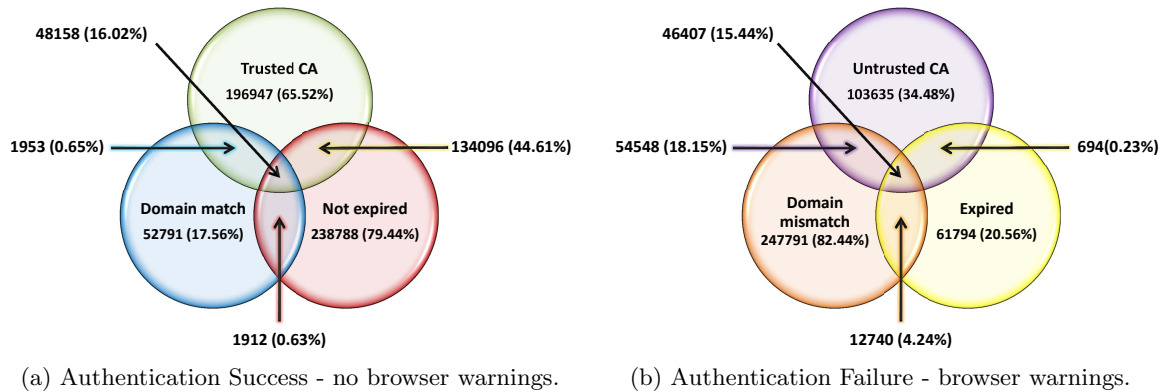 48158 (16.02%)
Trusted CA
196947 (65.52%)
1953 (0.65%)
134096 (44.61%)
Domain match
52791 (17.56%)
Not expired
238788 (79.44%)
1912 (0.63%)
(a) Authentication Success - no browser warnings.
46407 (15.44%)
Untrusted CA
103635 (34.48%)
54548 (18.15%)
694(0.23%)
Domain
mismatch
247791 (82.44%)
Expired
61794 (20.56%)
12740 (4.24%)
(b) Authentication Failure - browser warnings.